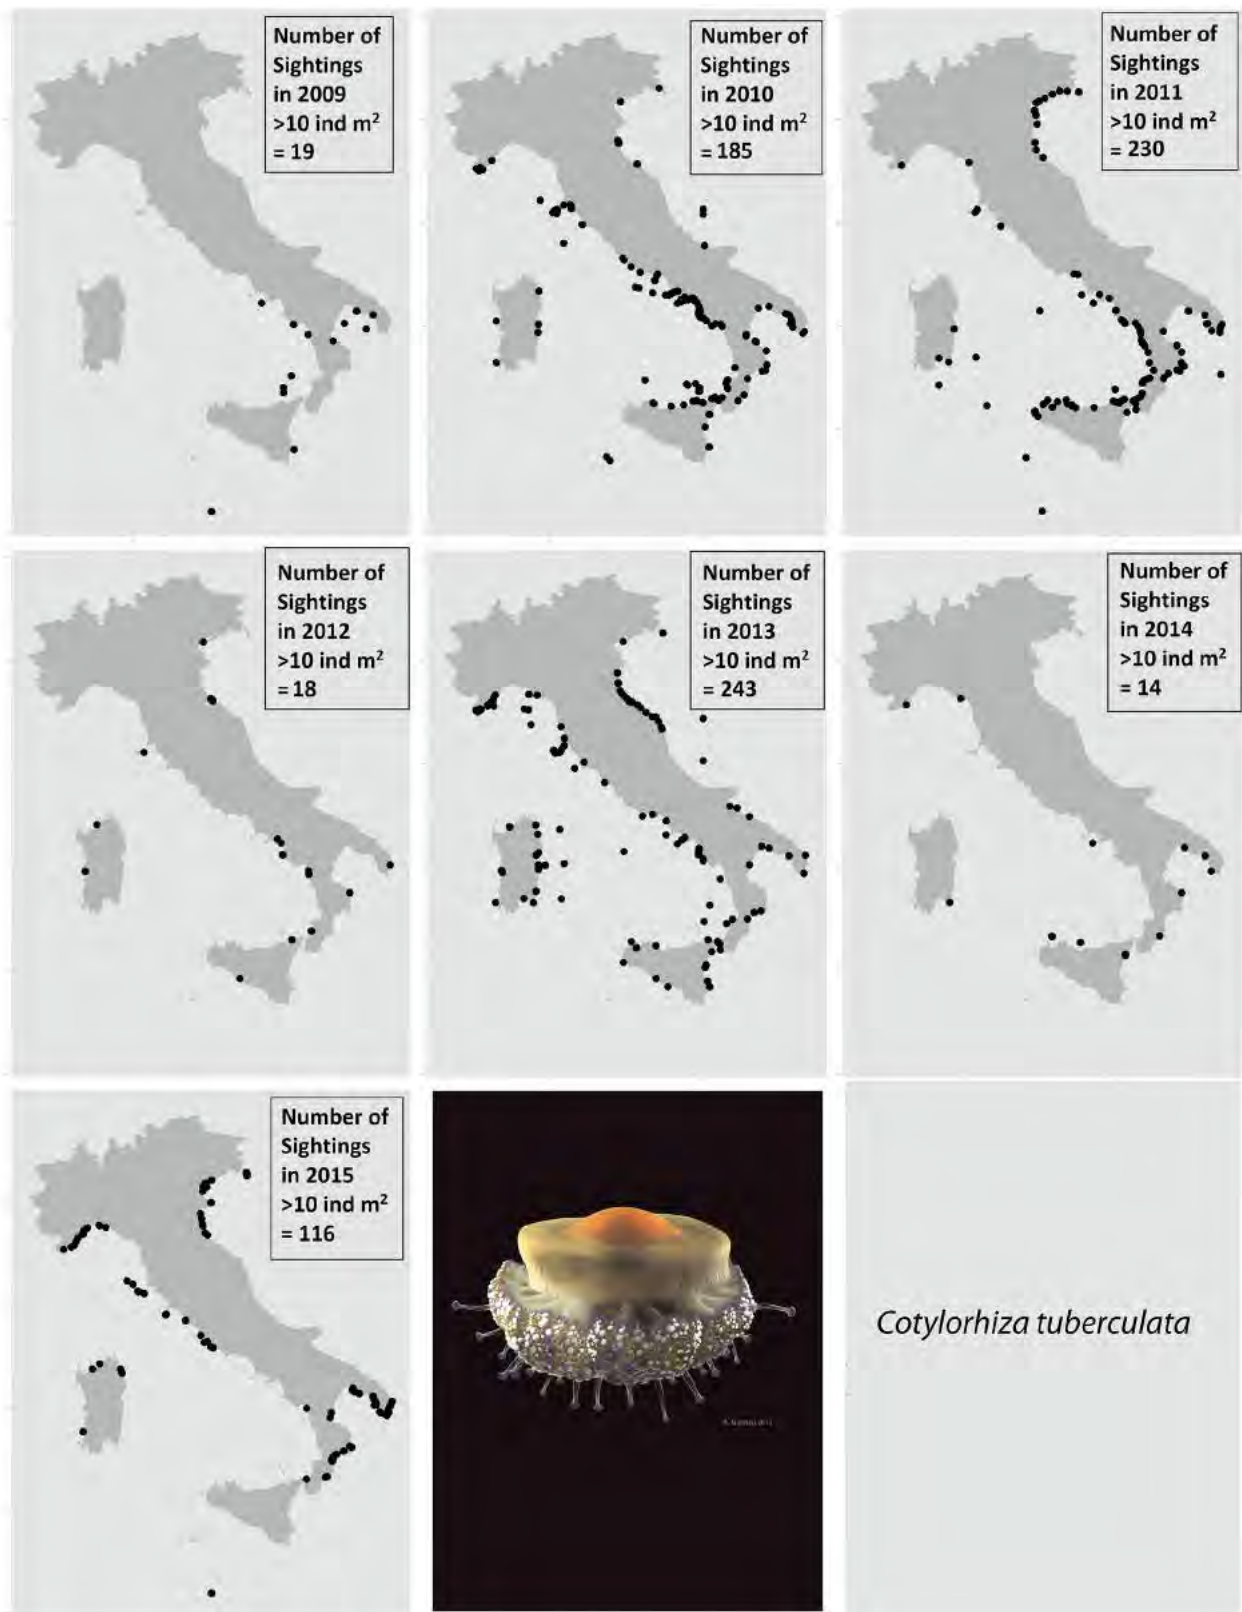 Number of
Sightings
in 2009
>10 ind m²
= 19
Number of
Sightings
in 2010
>10 ind m²
= 185
Number of
Sightings
in 2011
>10 ind m²
= 230
Number of
Sightings
in 2012
>10 ind m²
= 18
Number of
Sightings
in 2013
>10 ind m²
= 243
Number of
Sightings
in 2014
>10 ind m²
= 14
Number of
Sightings
in 2015
>10 ind m²
= 116
Cotylorhiza tuberculata